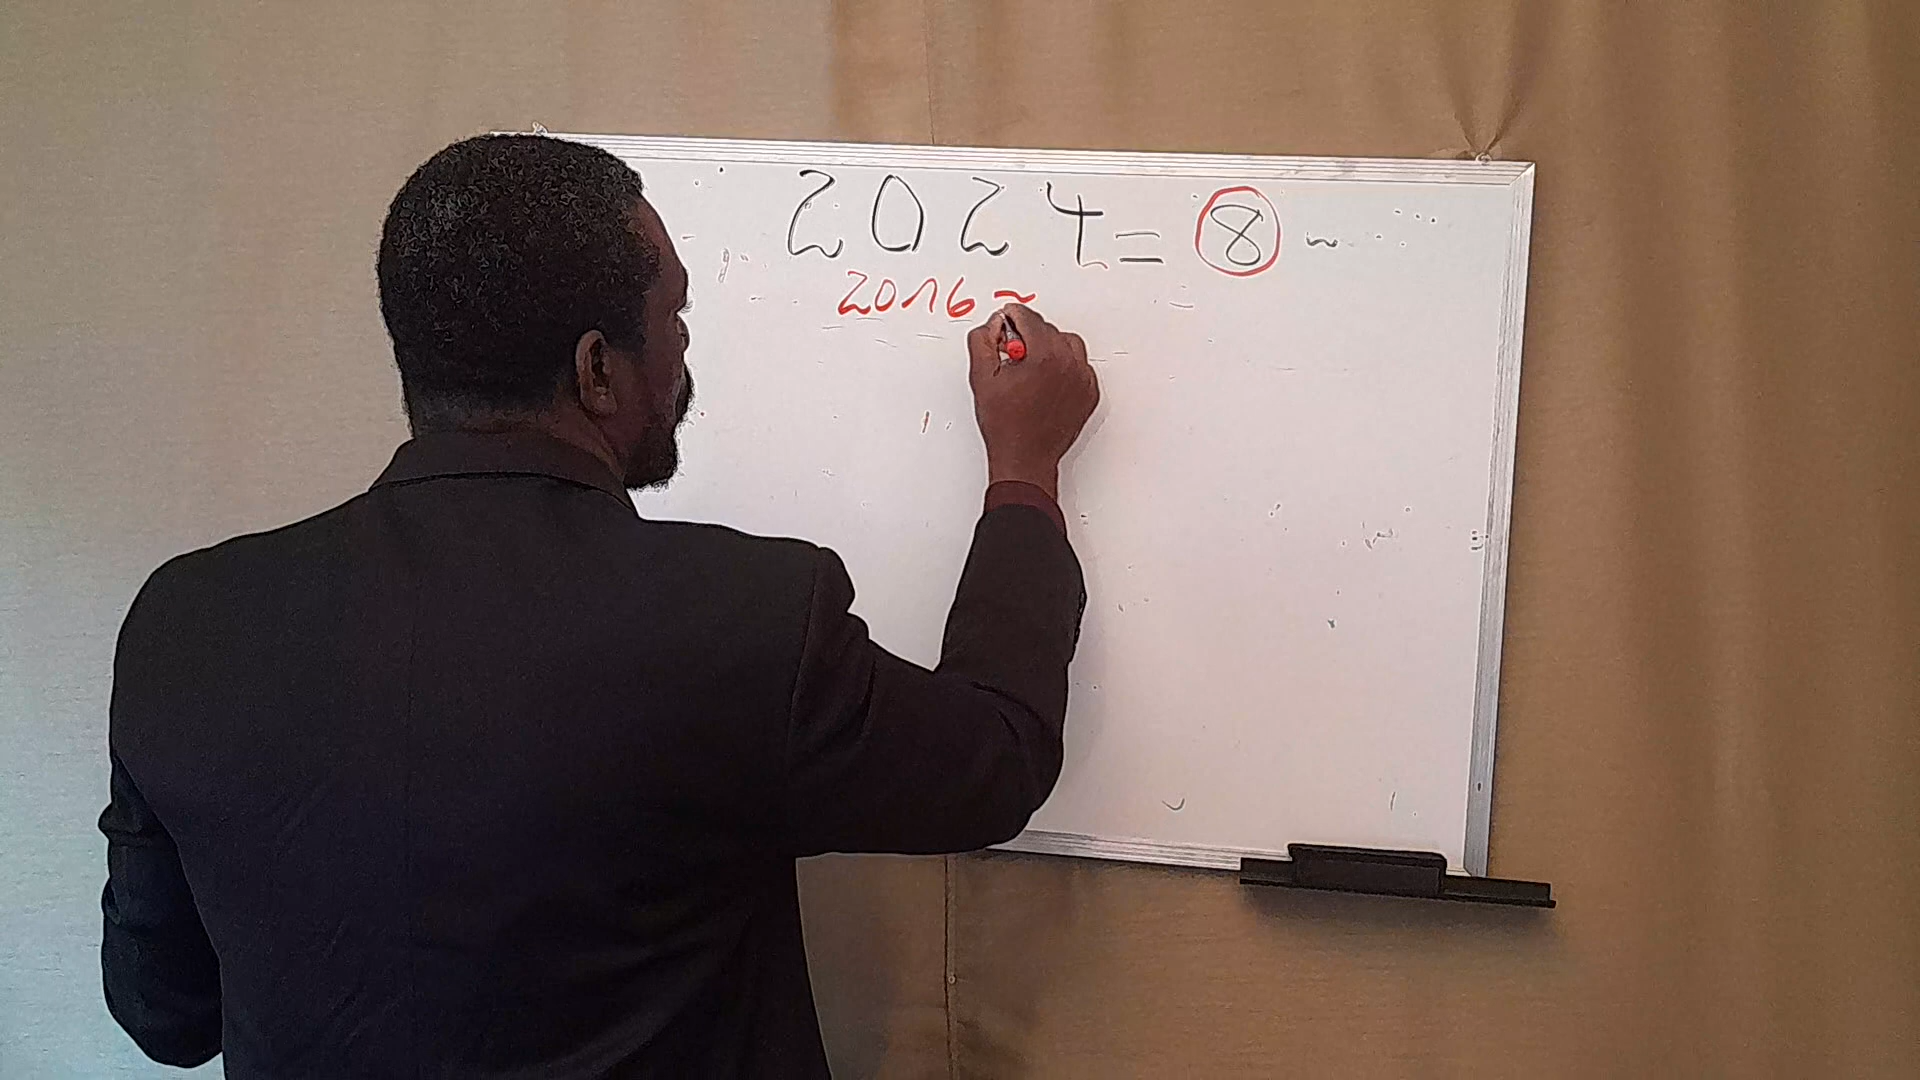 2024 = 8
2016 =